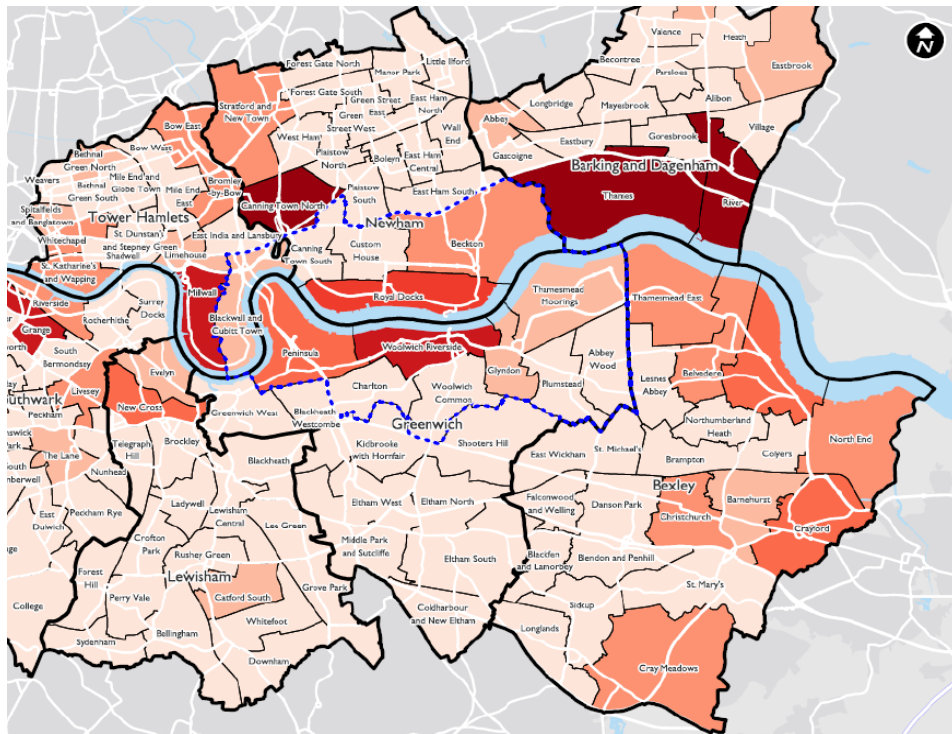 N
Valence
Heath
Becontree
Eastbrook
Parsloes
Forest Gate North
Little Ilford
Manor Park
Forest Gate South
Longbridge
Mayesbrook
Alibon
Stratford and
New Town
Green Street
East
East Ham
North
Abbey
Village
Bow East
Green
Street West
West Ham
Wall
End
Goresbrook
Bow West
Plaistow
North
Boleyn
East Ham
Central
Eastbury
Gascoigne
Barking and Dagenham
Bethnal
Green North
Weavers
Mile End and
Globe Town
Bethnal
Green South
Mile End
East
Bromley-
by-Bow
Canning Town North
Plaistow
South
East Ham South
Thames
River
Spitalfields
and Banglatown
Tower Hamlets
Newham
Whitechapel
St. Dunstan's
and Stepney Green
East India and Lansbury
Shadwell
Limehouse
Canning
Town South
Custom
House
Beckton
St. Katharine's
and Wapping
Millwall
Royal Docks
Thamesmead
Moorings
Thamesmead East
Riverside
Rotherhithe
Surrey
Docks
Blackwall and
Cubitt Town
Grange
South
Bermondsey
Peninsula
Woolwich Riverside
Abbey
Wood
Evelyn
Glyndon
Plumstead
Lesnes
Abbey
Belvedere
Livesey
New Cross
Charlton
Woolwich
Common
Greenwich West
Blackheath
Westcombe
Peckham
Greenwich
Northumberland
Heath
North End
Telegraph
Hill
Brockley
Kidbrooke
with Hornfair
Shooters Hill
East Wickham
St. Michael's
Brampton
Colyers
The Lane
Nunhead
Blackheath
Bexley
Peckham Rye
Ladywell
Lewisham
Central
Lee Green
Eltham West
Eltham North
Falconwood
and Welling
Danson Park
Christchurch
Barnehurst
Crayford
East
Dulwich
Crofton
Park
Rushey Green
Middle Park
and Sutcliffe
Eltham South
Blackfen
and Lamorbey
Blendon and Penhill
Forest
Hill
Lewisham
Grove Park
St. Mary's
College
Perry Vale
Catford South
Coldharbour
and New Eltham
Sidcup
Whitefoot
Longlands
Sydenham
Bellingham
Downham
Cray Meadows